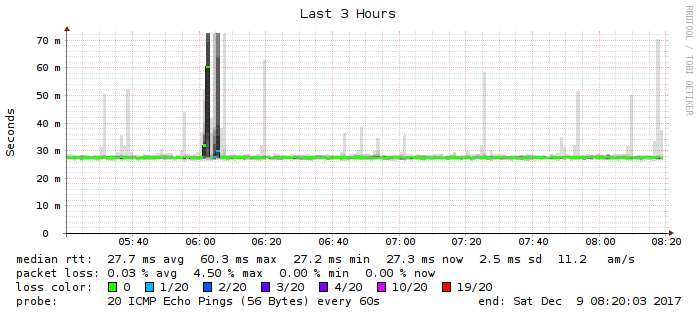 Last 3 Hours
RRDTOOL / TOBI OETIKER
Seconds
70 m
60 m
50 m
40 m
30 m
20 m
10 m
0
05:40 06:00 06:20 06:40 07:00 07:20 07:40 08:00 08:20
median rtt: 27.7 ms avg 60.3 ms max 27.2 ms min 27.3 ms now 2.5 ms sd 11.2 am/s
packet loss: 0.03 % avg 4.50 % max 0.00 % min 0.00 % now
loss color: 0 1/20 2/20 3/20 4/20 10/20 19/20
probe: 20 ICMP Echo Pings (56 Bytes) every 60s end: Sat Dec 9 08:20:03 2017